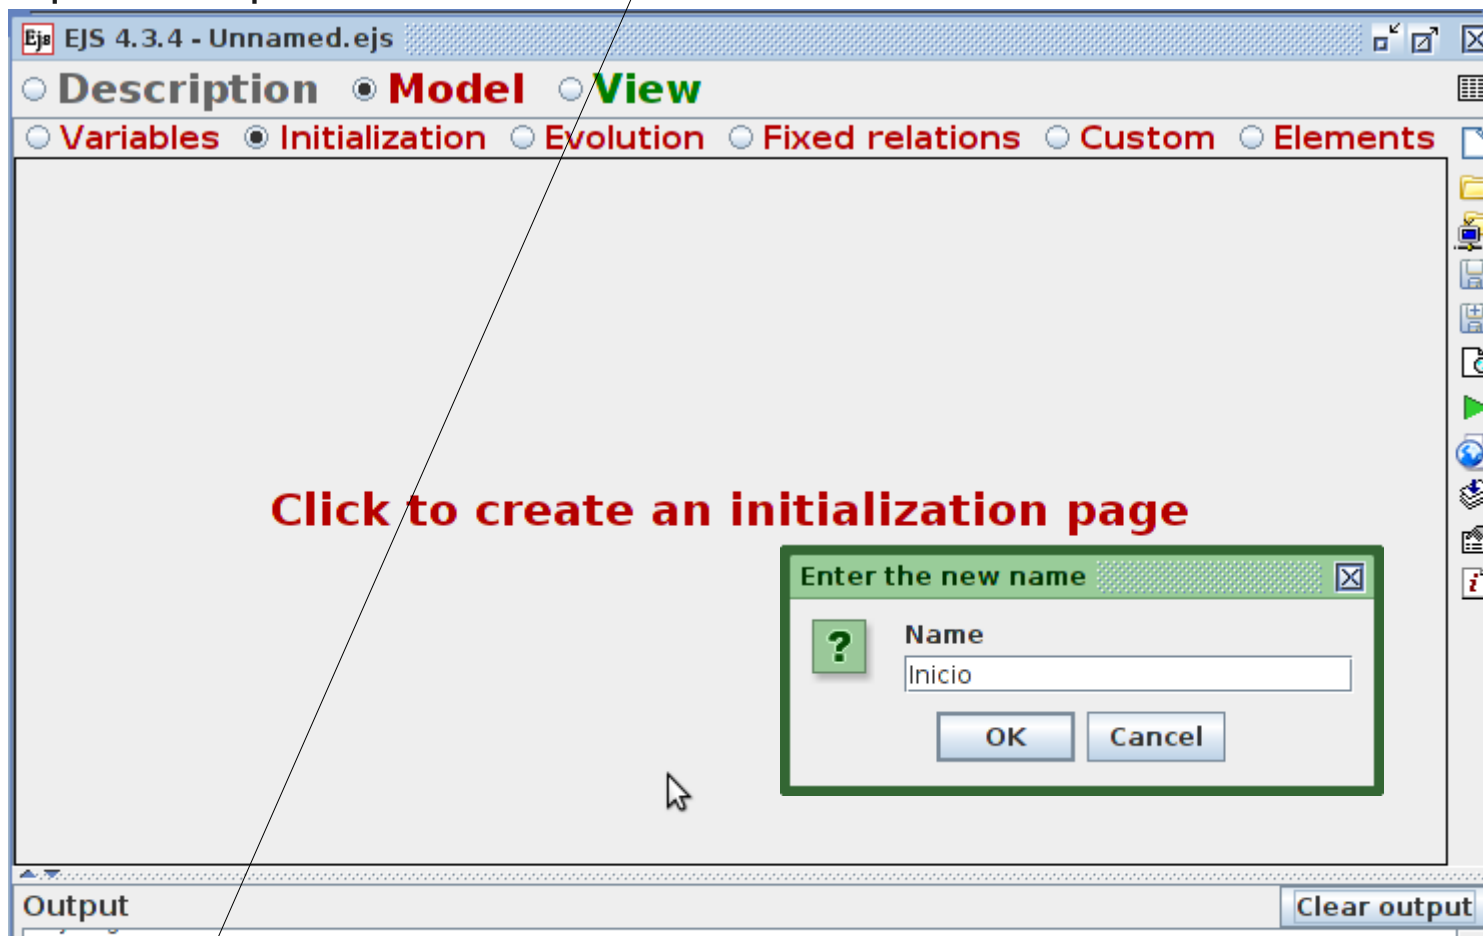 Ejs EJS 4.3.4 - Unnamed.ejs
Description Model View
Variables Initialization Evolution Fixed relations Custom Elements
Click to create an initialization page
Enter the new name
? Name
Inicio
OK Cancel
i
Output Clear output